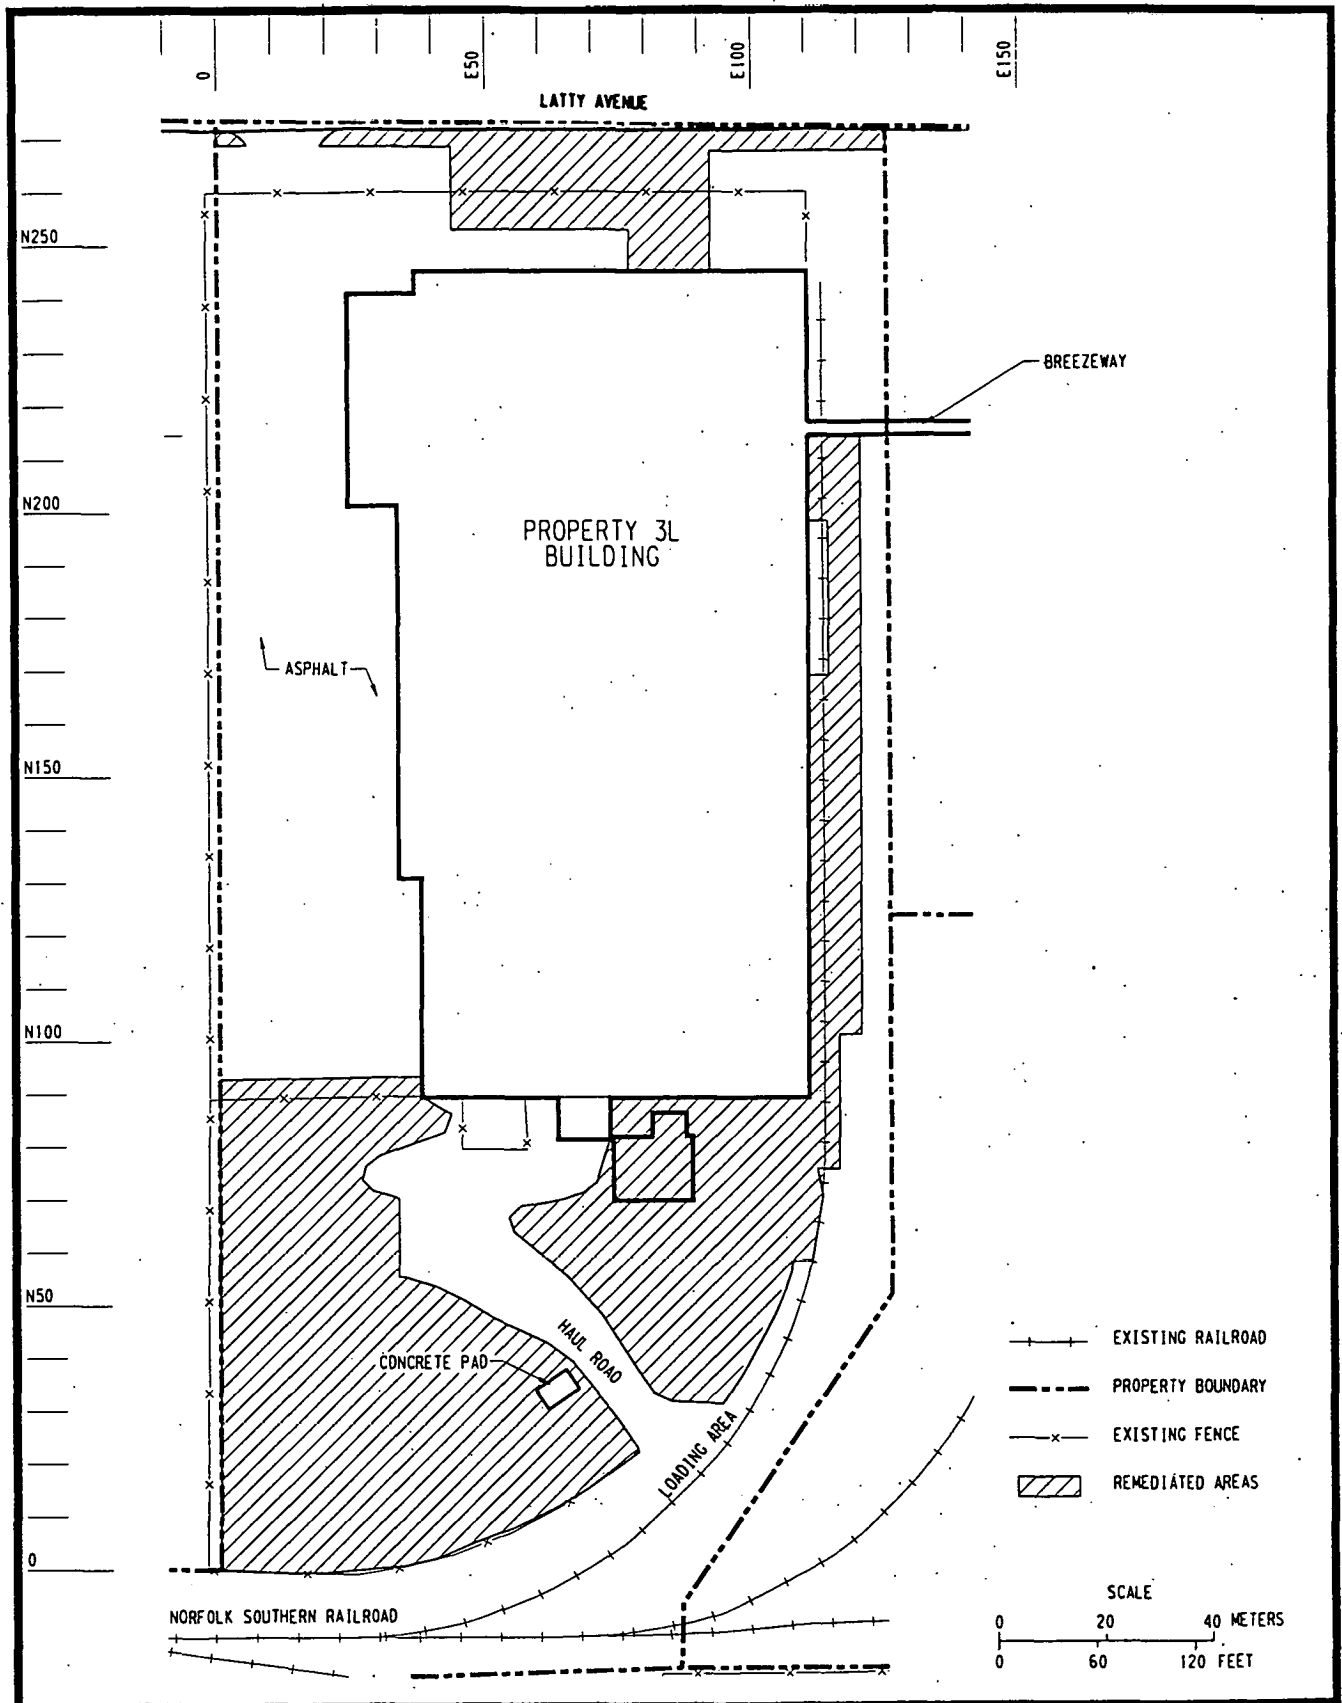 0
E50
E100
E150
LATTY AVENUE
N250
BREEZEWAY
N200
PROPERTY 3L
BUILDING
ASPHALT
N150
N100
N50
HAUL ROAD
CONCRETE PAD
LOADING AREA
EXISTING RAILROAD
PROPERTY BOUNDARY
EXISTING FENCE
REMEDIATED AREAS
0
NORFOLK SOUTHERN RAILROAD
SCALE
0 20 40 METERS
0 60 120 FEET